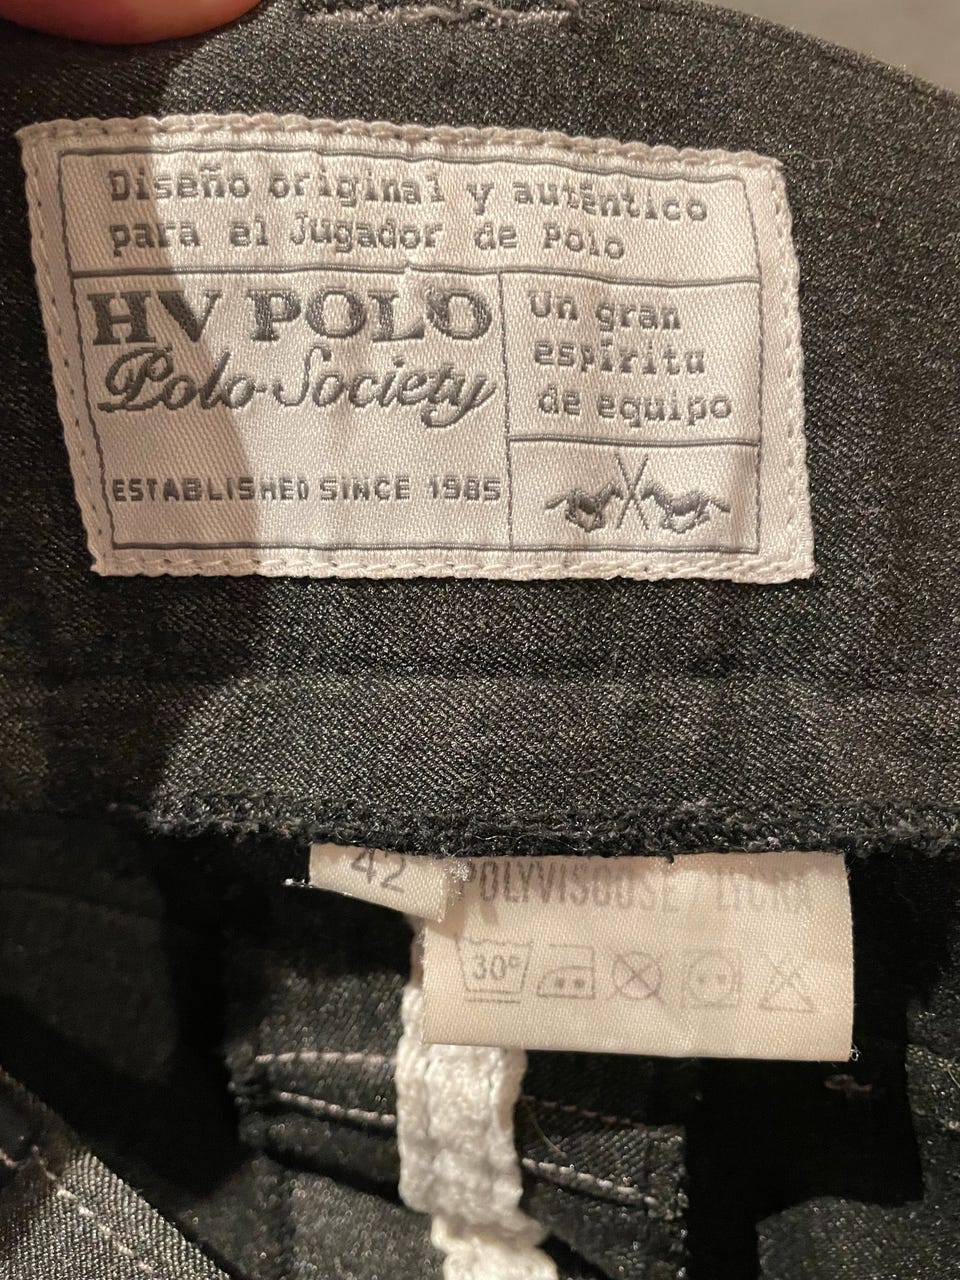 Diseño original y auténtico
para el Jugador de Polo
HV POLO
Polo Society
ESTABLISHED SINCE 1985
Un gran
espíritu
de equipo
42
POLYVISCOSE / LICRA
30°